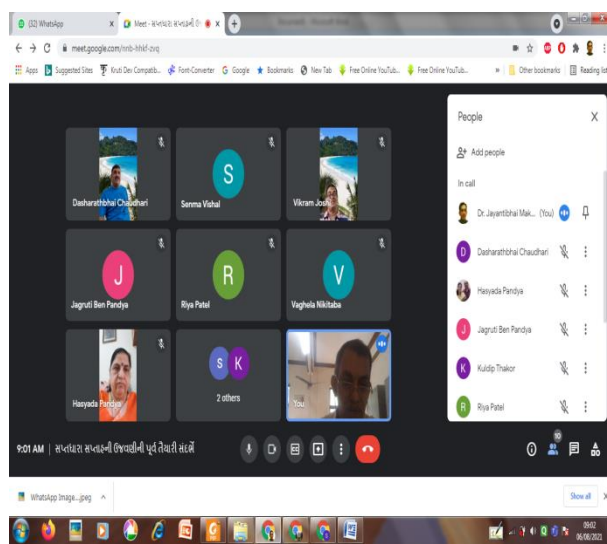 (32) WhatsApp
Meet - સપ્તધારા સપ્તાહની ઉ
meet.google.com/nnb-hhkf-zvq
Apps Suggested Sites Kruti Dev Compatib... Font-Converter Google Bookmarks New Tab Free Online YouTub... Free Online YouTub... » Other bookmarks Reading list
People X
Add people
In call
Dasharathbhai Chaudhari
S
Senma Vishal
Vikram Joshi
Dr. Jayantibhai Mak... (You)
D Dasharathbhai Chaudhari
J
Jagruti Ben Pandya
R
Riya Patel
V
Vaghela Nikitaba
Hasyada Pandya
J Jagruti Ben Pandya
Hasyada Pandya
S K
2 others
You
K Kuldip Thakor
R Riya Patel
9:01 AM | સપ્તધારા સપ્તાહની ઉજવણીની પૂર્વ તૈયારી સંદર્ભે
10
WhatsApp Image....jpeg
Show all X
09:02
06/08/2021